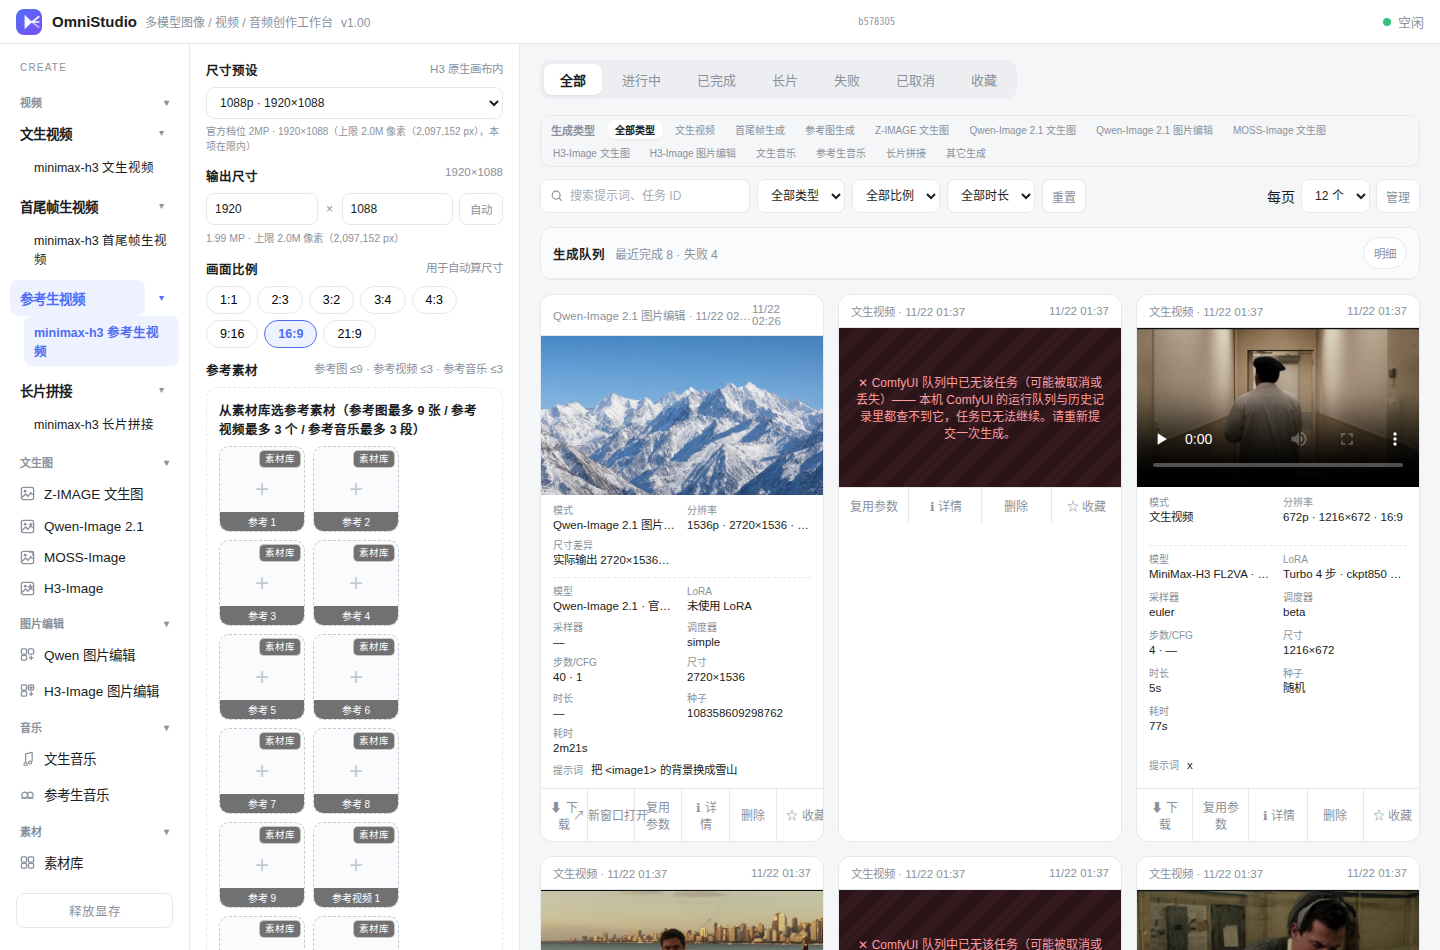 OmniStudio 多模型图像 / 视频 / 音频创作工作台 v1.00
b578305
空闲
CREATE
视频
文生视频
minimax-h3 文生视频
首尾帧生视频
minimax-h3 首尾帧生视
频
参考生视频
minimax-h3 参考生视
频
长片拼接
minimax-h3 长片拼接
文生图
Z-IMAGE 文生图
Qwen-Image 2.1
MOSS-Image
H3-Image
图片编辑
Qwen 图片编辑
H3-Image 图片编辑
音乐
文生音乐
参考生音乐
素材
素材库
释放显存
尺寸预设 H3 原生画布内
1088p · 1920×1088
官方档位 2MP · 1920×1088（上限 2.0M 像素（2,097,152 px），本
项在限内）
输出尺寸 1920×1088
1920 × 1088 自动
1.99 MP · 上限 2.0M 像素（2,097,152 px）
画面比例 用于自动算尺寸
1:1 2:3 3:2 3:4 4:3
9:16 16:9 21:9
参考素材 参考图 ≤9 · 参考视频 ≤3 · 参考音乐 ≤3
从素材库选参考素材（参考图最多 9 张 / 参考
视频最多 3 个 / 参考音乐最多 3 段）
素材库 素材库
+ +
参考 1 参考 2
素材库 素材库
+ +
参考 3 参考 4
素材库 素材库
+ +
参考 5 参考 6
素材库 素材库
+ +
参考 7 参考 8
素材库 素材库
+ +
参考 9 参考视频 1
素材库 素材库
全部 进行中 已完成 长片 失败 已取消 收藏
生成类型 全部类型 文生视频 首尾帧生成 参考图生成 Z-IMAGE 文生图 Qwen-Image 2.1 文生图 Qwen-Image 2.1 图片编辑 MOSS-Image 文生图
H3-Image 文生图 H3-Image 图片编辑 文生音乐 参考生音乐 长片拼接 其它生成
搜索提示词、任务 ID 全部类型 全部比例 全部时长 重置 每页 12 个 管理
生成队列 最近完成 8 · 失败 4 明细
Qwen-Image 2.1 图片编辑 · 11/22 02… 11/22
02:26
模式 分辨率
Qwen-Image 2.1 图片… 1536p · 2720×1536 · …
尺寸差异
实际输出 2720×1536…
模型 LoRA
Qwen-Image 2.1 · 官… 未使用 LoRA
采样器 调度器
— simple
步数/CFG 尺寸
40 · 1 2720×1536
时长 种子
— 108358609298762
耗时
2m21s
提示词 把 <image1> 的背景换成雪山
⬇ 下
载 ↗ 新窗口打开 复用
参数 ℹ 详
情 删除 ☆ 收藏
文生视频 · 11/22 01:37 11/22 01:37
✕ ComfyUI 队列中已无该任务（可能被取消或
丢失）—— 本机 ComfyUI 的运行队列与历史记
录里都查不到它，任务已无法继续。请重新提
交一次生成。
复用参数 ℹ 详情 删除 ☆ 收藏
文生视频 · 11/22 01:37 11/22 01:37
0:00
模式 分辨率
文生视频 672p · 1216×672 · 16:9
模型 LoRA
MiniMax-H3 FL2VA · … Turbo 4 步 · ckpt850 …
采样器 调度器
euler beta
步数/CFG 尺寸
4 · — 1216×672
时长 种子
5s 随机
耗时
77s
提示词 x
⬇ 下
载 复用参
数 ℹ 详情 删除 ☆ 收藏
文生视频 · 11/22 01:37 11/22 01:37
文生视频 · 11/22 01:37 11/22 01:37
✕ ComfyUI 队列中已无该任务（可能被取消或
文生视频 · 11/22 01:37 11/22 01:37